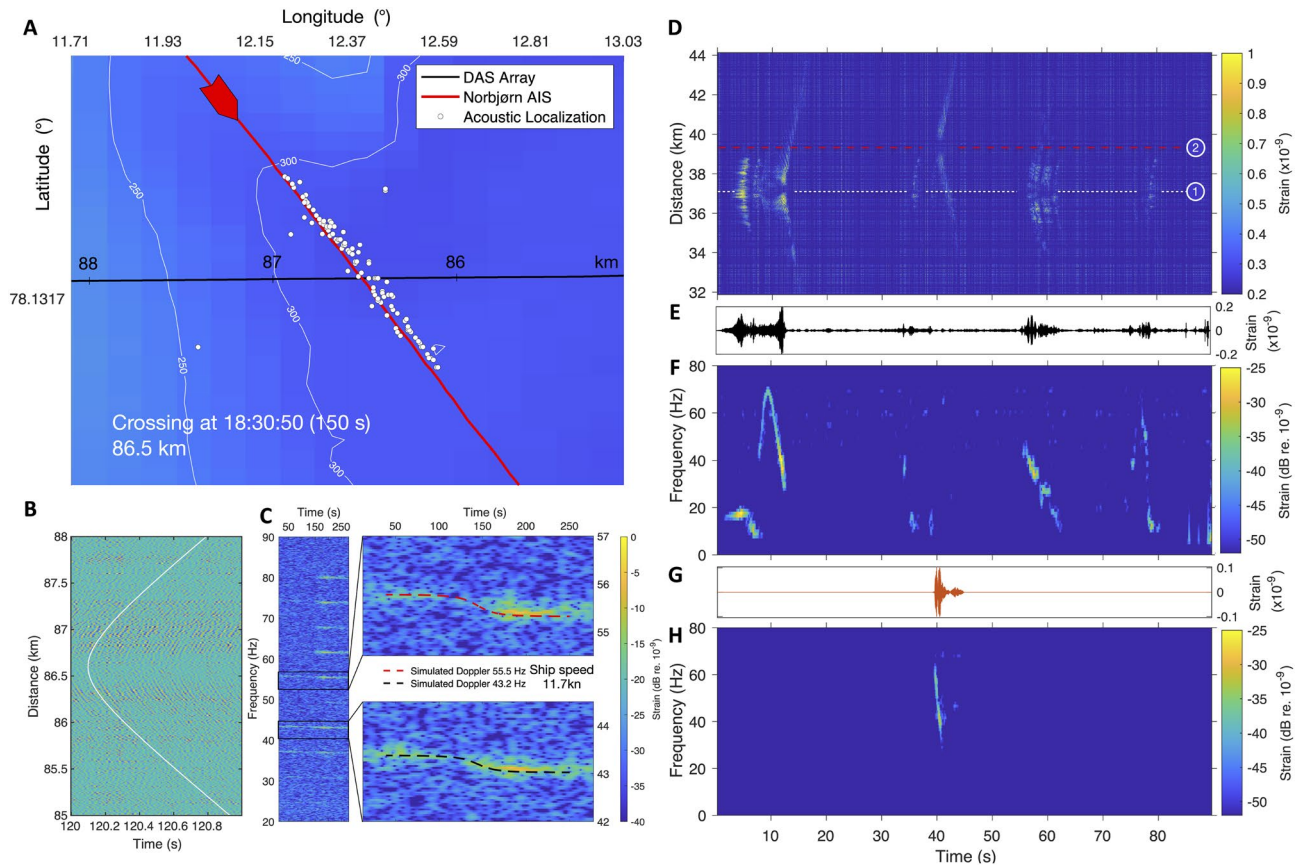 A
Longitude (°)
11.71 11.93 12.15 12.37 12.59 12.81 13.03
DAS Array
Norbjørn AIS
Acoustic Localization
250
300
300
250
Latitude (°)
88 87 86 km
78.1317
300
250
300
Crossing at 18:30:50 (150 s)
86.5 km
B
88
87.5
87
86.5
86
85.5
85
Distance (km)
120 120.2 120.4 120.6 120.8
Time (s)
C
Time (s)
50 150 250
90
80
70
60
50
40
30
20
Frequency (Hz)
Time (s)
50 100 150 200 250
57
56
55
Simulated Doppler 55.5 Hz
Simulated Doppler 43.2 Hz
Ship speed
11.7kn
44
43
42
0
-5
-10
-15
-20
-25
-30
-35
-40
Strain (dB re. 10-9)
D
44
42
40
38
36
34
32
Distance (km)
2
1
1
0.9
0.8
0.7
0.6
0.5
0.4
0.3
0.2
Strain (x10-9)
E
0.2
0
-0.2
Strain
(x10-9)
F
80
60
40
20
0
Frequency (Hz)
-25
-30
-35
-40
-45
-50
Strain (dB re. 10-9)
G
0.1
0
-0.1
Strain
(x10-9)
H
80
60
40
20
0
Frequency (Hz)
-25
-30
-35
-40
-45
-50
Strain (dB re. 10-9)
10 20 30 40 50 60 70 80
Time (s)